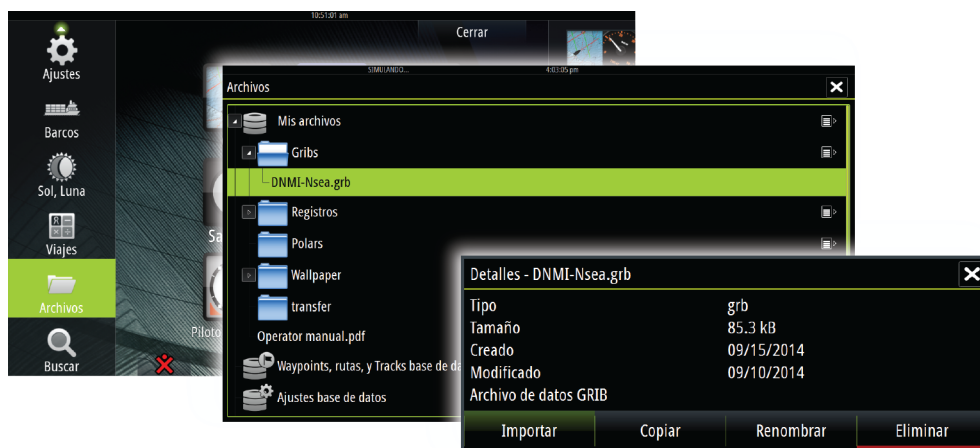 10:51:01 am
Cerrar
Ajustes
Barcos
Sol, Luna
Viajes
Archivos
Buscar
Piloto
SIMULANDO...
4:03:05 pm
Archivos
Mis archivos
Gribs
DNMI-Nsea.grb
Registros
Polars
Wallpaper
transfer
Operator manual.pdf
Waypoints, rutas, y Tracks base de da
Ajustes base de datos
Detalles - DNMI-Nsea.grb
Tipo grb
Tamaño 85.3 kB
Creado 09/15/2014
Modificado 09/10/2014
Archivo de datos GRIB
Importar Copiar Renombrar Eliminar